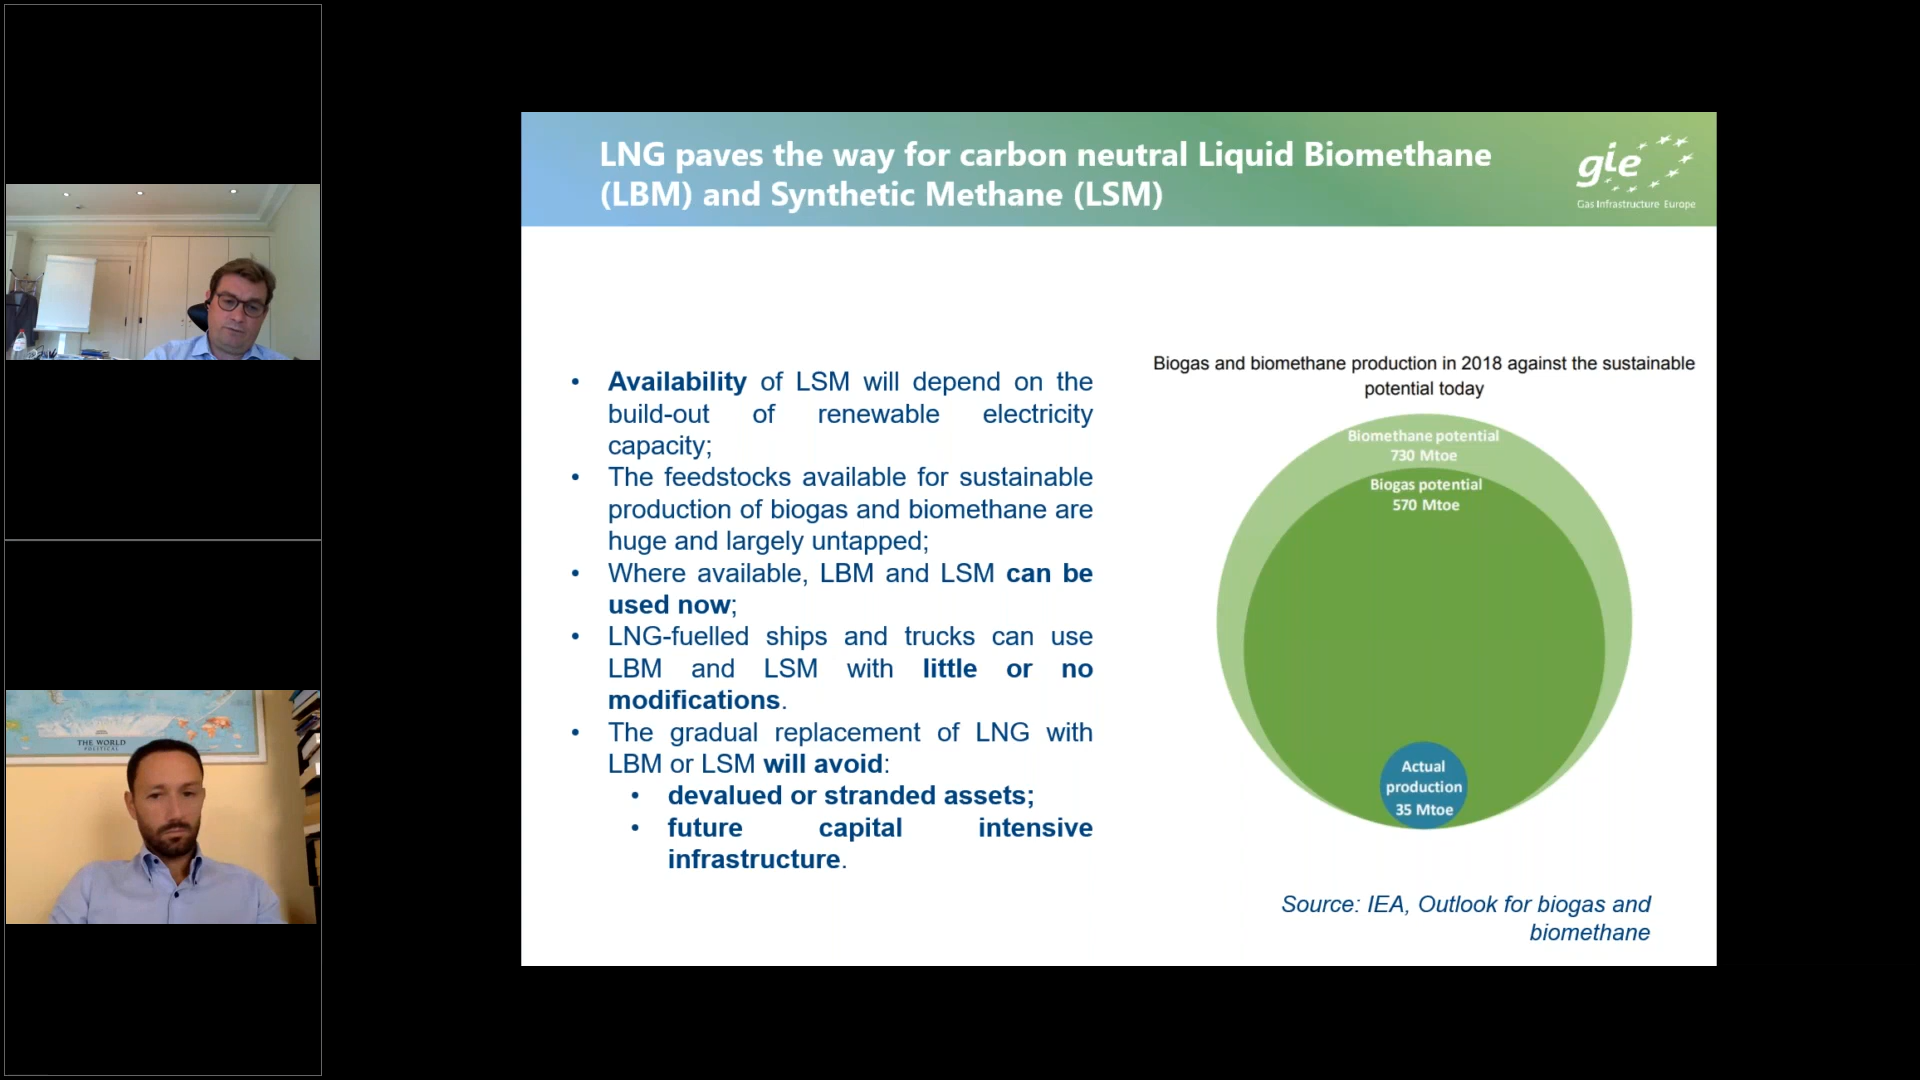 LNG paves the way for carbon neutral Liquid Biomethane
(LBM) and Synthetic Methane (LSM)
gie
Gas Infrastructure Europe
• Availability of LSM will depend on the
build-out of renewable electricity
capacity;
• The feedstocks available for sustainable
production of biogas and biomethane are
huge and largely untapped;
• Where available, LBM and LSM can be
used now;
• LNG-fuelled ships and trucks can use
LBM and LSM with little or no
modifications.
• The gradual replacement of LNG with
LBM or LSM will avoid:
• devalued or stranded assets;
• future capital intensive
infrastructure.
Biogas and biomethane production in 2018 against the sustainable
potential today
Biomethane potential
730 Mtoe
Biogas potential
570 Mtoe
Actual
production
35 Mtoe
Source: IEA, Outlook for biogas and
biomethane
THE WORLD
POLITICAL